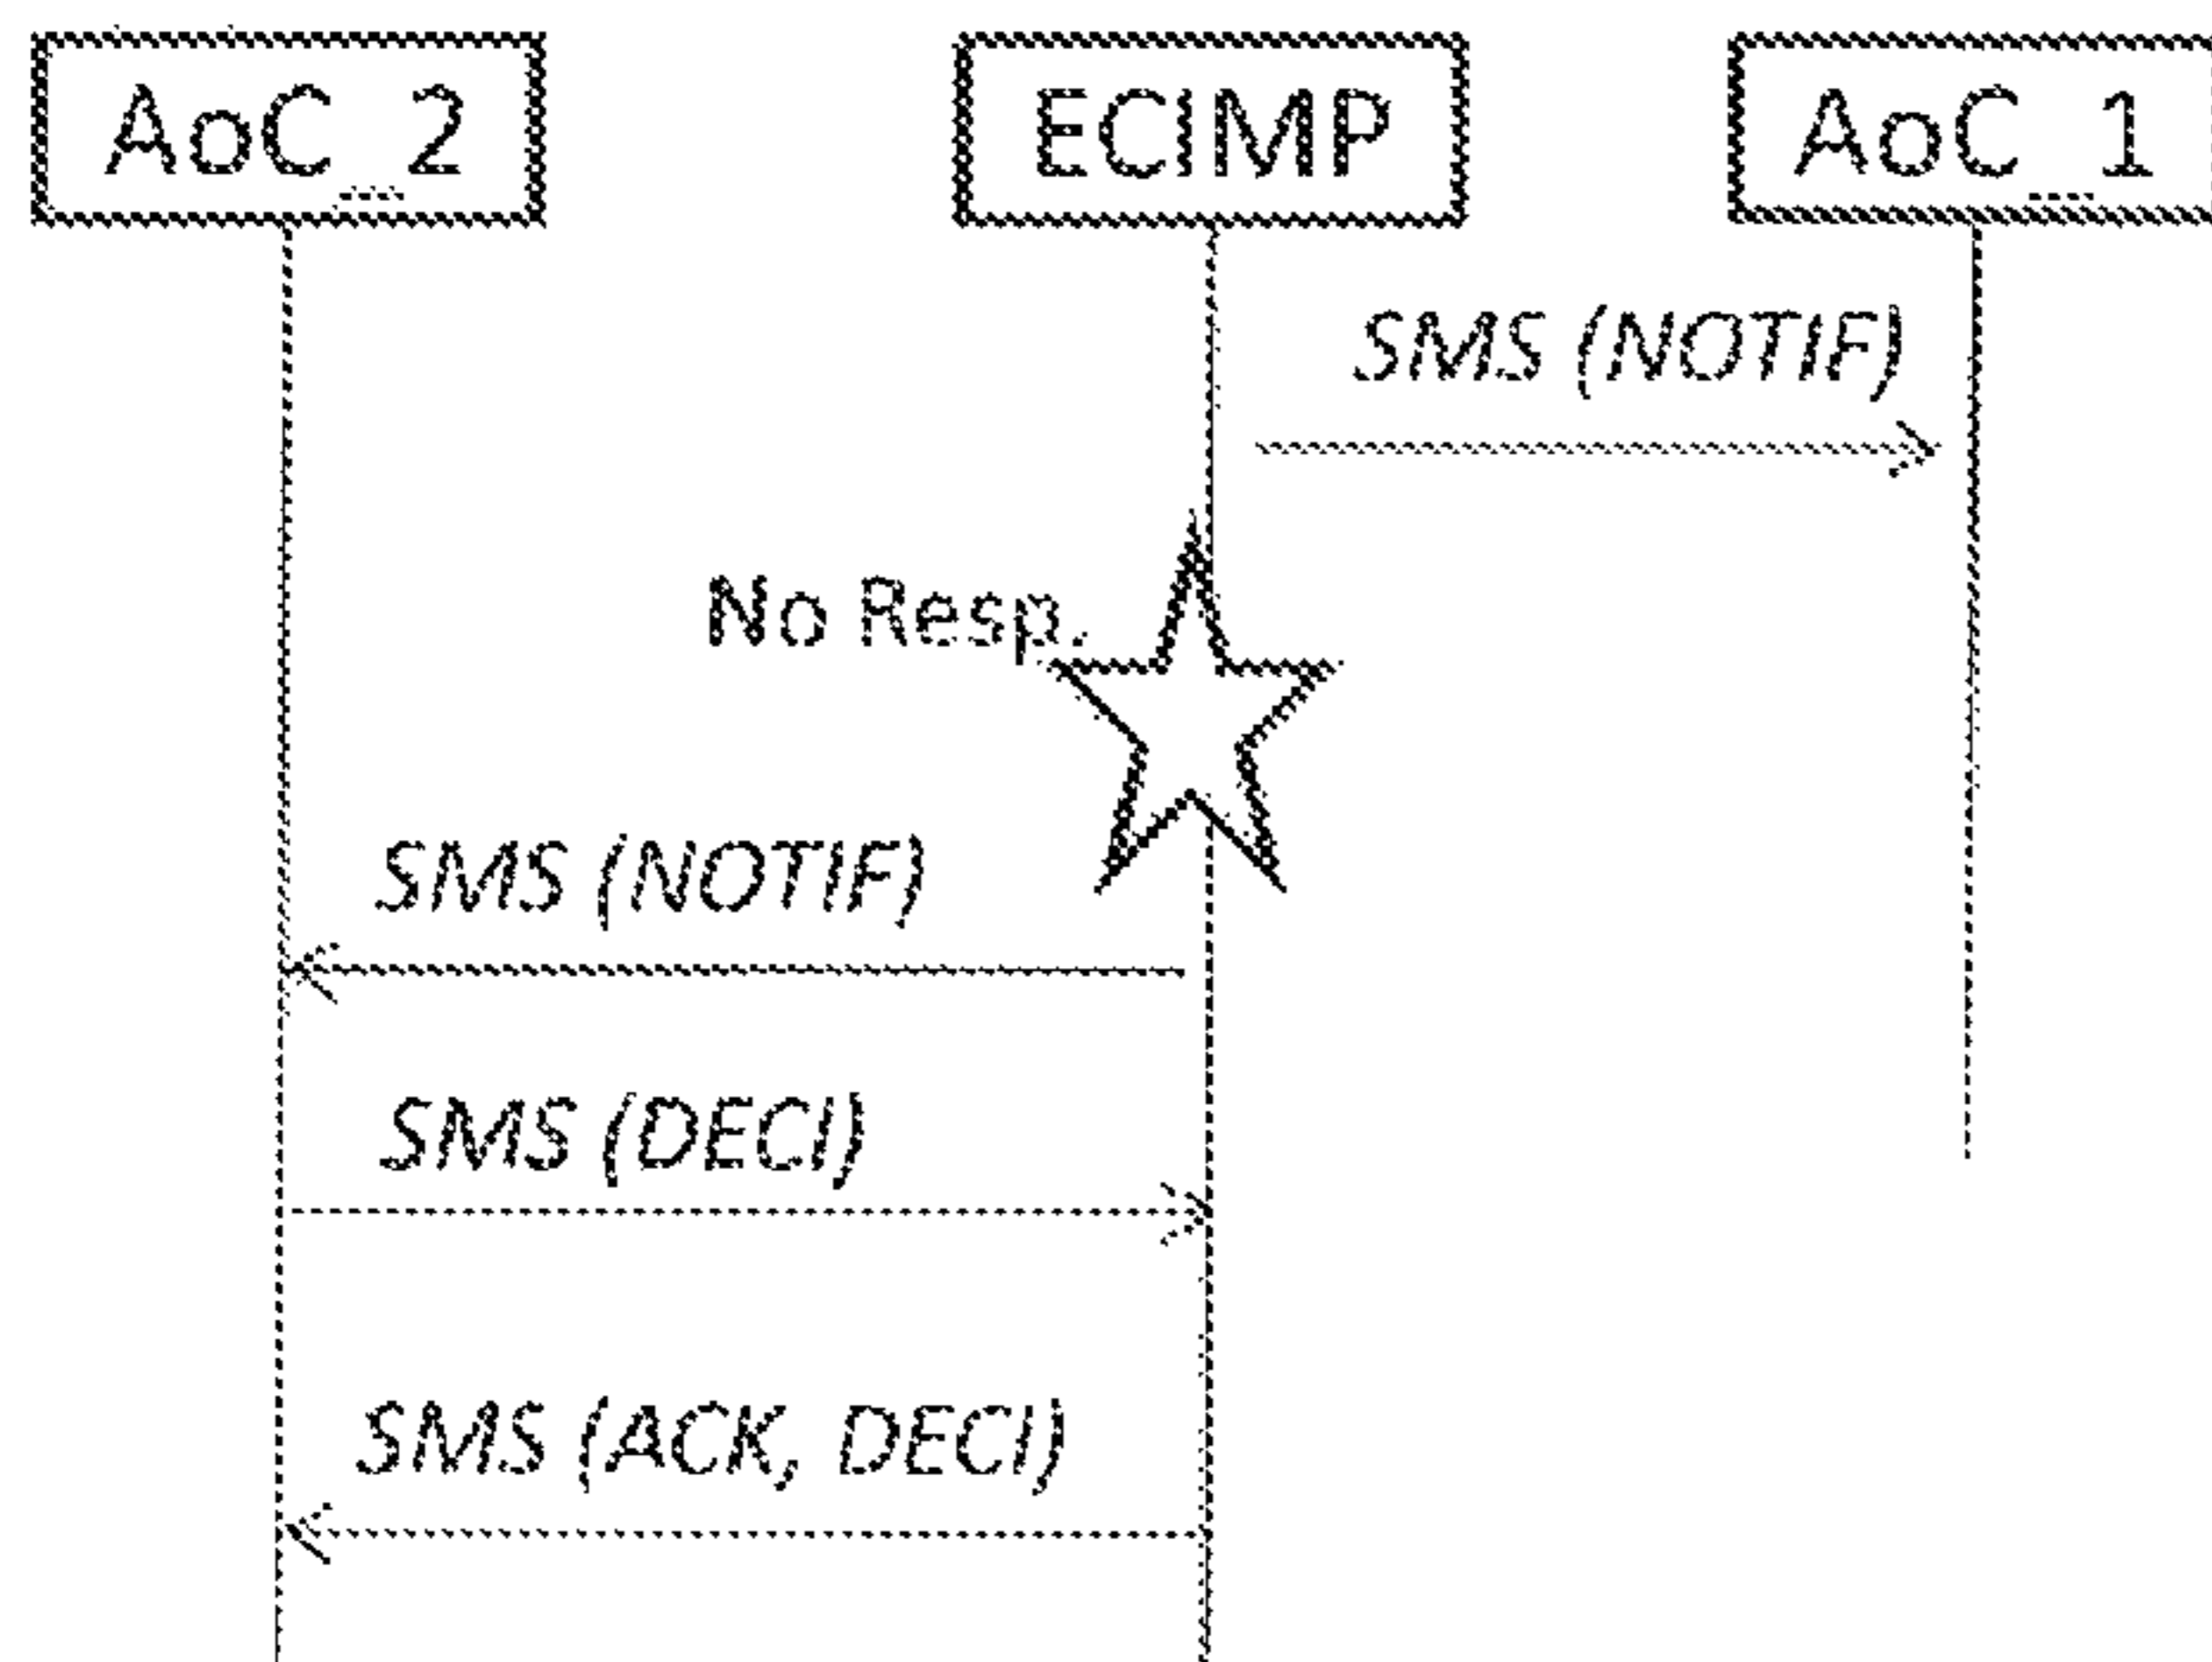 AoC_2 ECIMP AoC_1
SMS (NOTIF)
No Resp.
SMS (NOTIF)
SMS (DECI)
SMS (ACK, DECI)